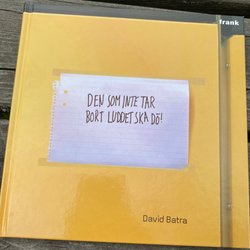 frank
DEN SOM INTE TAR
BORT LUDDET SKA DÖ!
David Batra